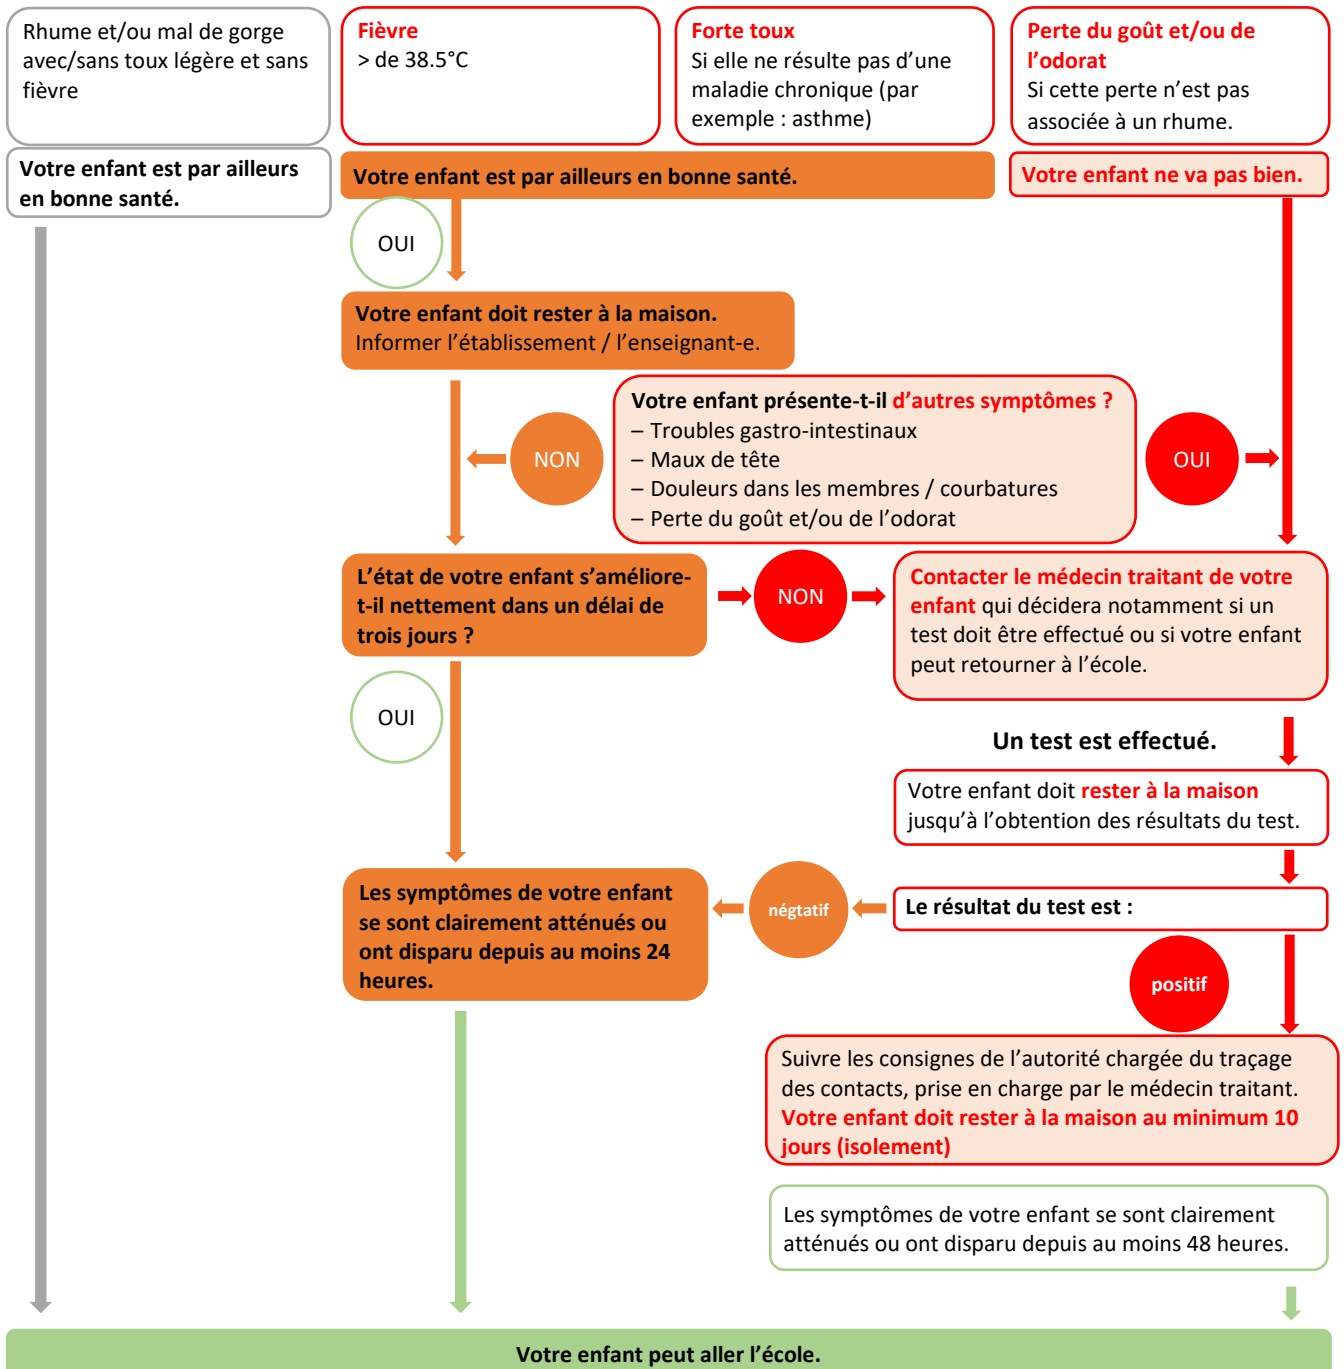 Rhume et/ou mal de gorge
avec/sans toux légère et sans
fièvre
Fièvre
> de 38.5°C
Forte toux
Si elle ne résulte pas d’une
maladie chronique (par
exemple : asthme)
Perte du goût et/ou de
l’odorat
Si cette perte n’est pas
associée à un rhume.
Votre enfant est par ailleurs
en bonne santé.
Votre enfant est par ailleurs en bonne santé.
Votre enfant ne va pas bien.
OUI
Votre enfant doit rester à la maison.
Informer l’établissement / l’enseignant-e.
Votre enfant présente-t-il d’autres symptômes ?
– Troubles gastro-intestinaux
– Maux de tête
– Douleurs dans les membres / courbatures
– Perte du goût et/ou de l’odorat
NON
OUI
L’état de votre enfant s’améliore-
t-il nettement dans un délai de
trois jours ?
NON
Contacter le médecin traitant de votre
enfant qui décidera notamment si un
test doit être effectué ou si votre enfant
peut retourner à l’école.
OUI
Un test est effectué.
Votre enfant doit rester à la maison
jusqu’à l’obtention des résultats du test.
Les symptômes de votre enfant
se sont clairement atténués ou
ont disparu depuis au moins 24
heures.
négtatif
Le résultat du test est :
positif
Suivre les consignes de l’autorité chargée du traçage
des contacts, prise en charge par le médecin traitant.
Votre enfant doit rester à la maison au minimum 10
jours (isolement)
Les symptômes de votre enfant se sont clairement
atténués ou ont disparu depuis au moins 48 heures.
Votre enfant peut aller l’école.